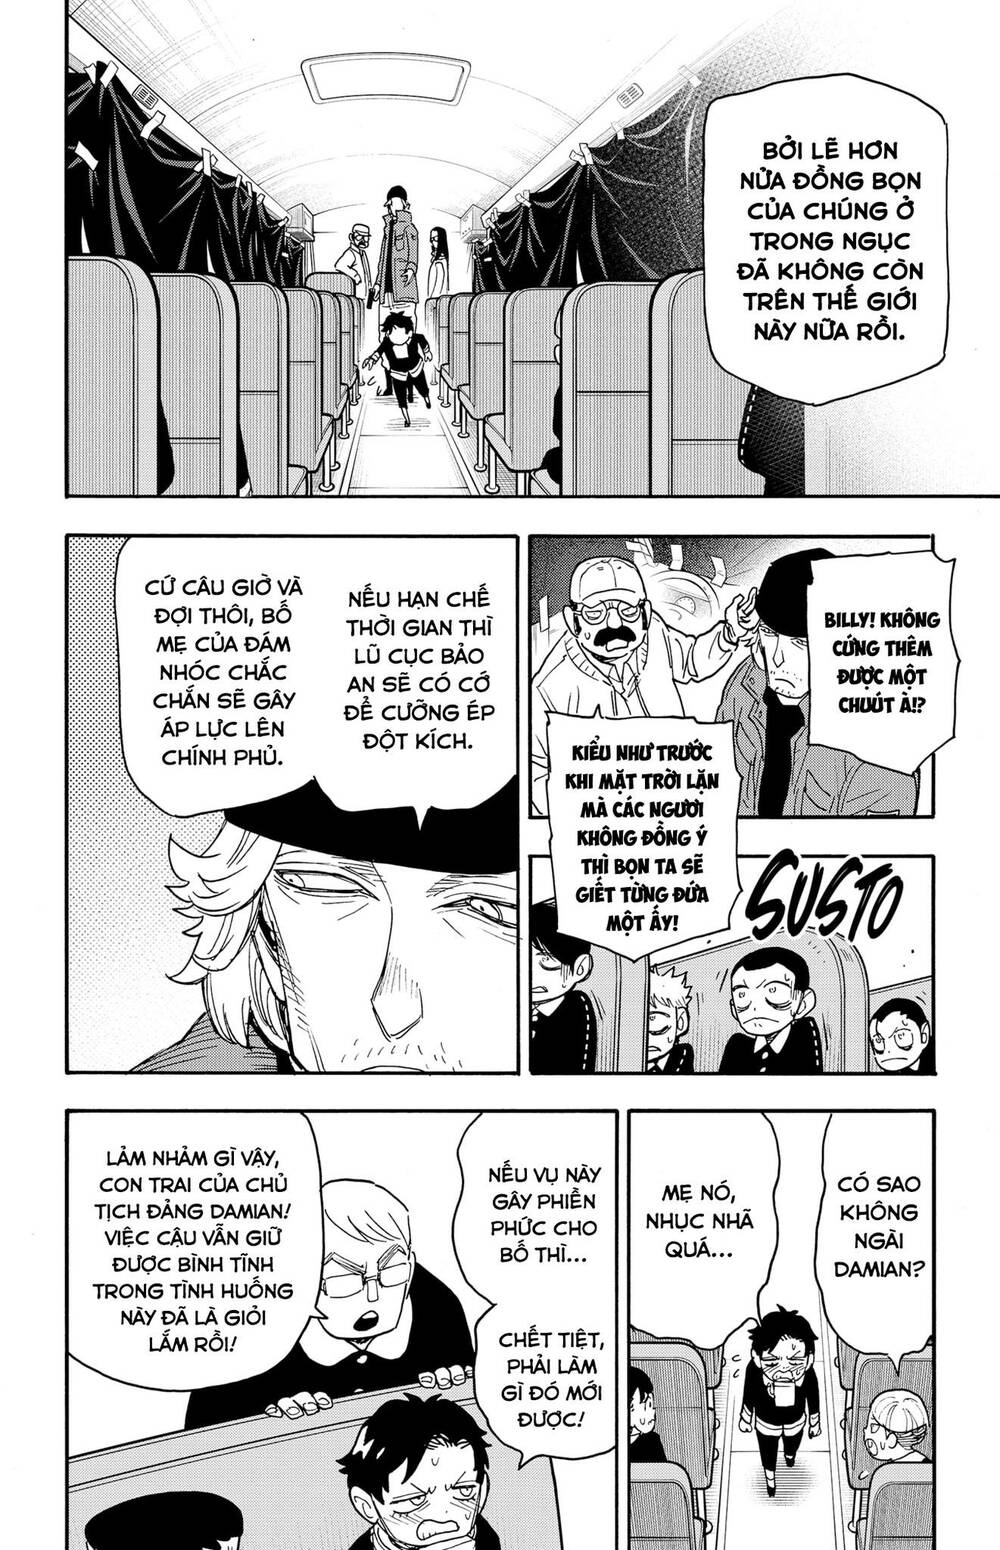 BỞI LẼ HƠN
NỬA ĐỒNG BỌN
CỦA CHÚNG Ở
TRONG NGỤC
ĐÃ KHÔNG CÒN
TRÊN THẾ GIỚI
NÀY NỮA RỒI.
BILLY! KHÔNG
CỨNG THÊM
ĐƯỢC MỘT
CHUÚT À!?
KIỂU NHƯ TRƯỚC
KHI MẶT TRỜI LẶN
MÀ CÁC NGƯƠI
KHÔNG ĐỒNG Ý
THÌ BỌN TA SẼ
GIẾT TỪNG ĐỨA
MỘT ẤY!
SUSTO
NẾU HẠN CHẾ
THỜI GIAN THÌ
LŨ CỤC BẢO
AN SẼ CÓ CỚ
ĐỂ CƯỠNG ÉP
ĐỘT KÍCH.
CỨ CÂU GIỜ VÀ
ĐỢI THÔI, BỐ
MẸ CỦA ĐÁM
NHÓC CHẮC
CHẮN SẼ GÂY
ÁP LỰC LÊN
CHÍNH PHỦ.
CÓ SAO
KHÔNG
NGÀI
DAMIAN?
MẸ NÓ,
NHỤC NHÃ
QUÁ...
NẾU VỤ NÀY
GÂY PHIỀN
PHỨC CHO
BỐ THÌ...
CHẾT TIỆT,
PHẢI LÀM
GÌ ĐÓ MỚI
ĐƯỢC!
LẢM NHẢM GÌ VẬY,
CON TRAI CỦA CHỦ
TỊCH ĐẢNG DAMIAN!
VIỆC CẬU VẪN GIỮ
ĐƯỢC BÌNH TĨNH
TRONG TÌNH HUỐNG
NÀY ĐÃ LÀ GIỎI
LẮM RỒI!